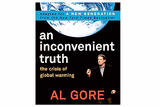 A NEW GENERATION
an
inconvenient
truth
the crisis of
global warming
AL GORE